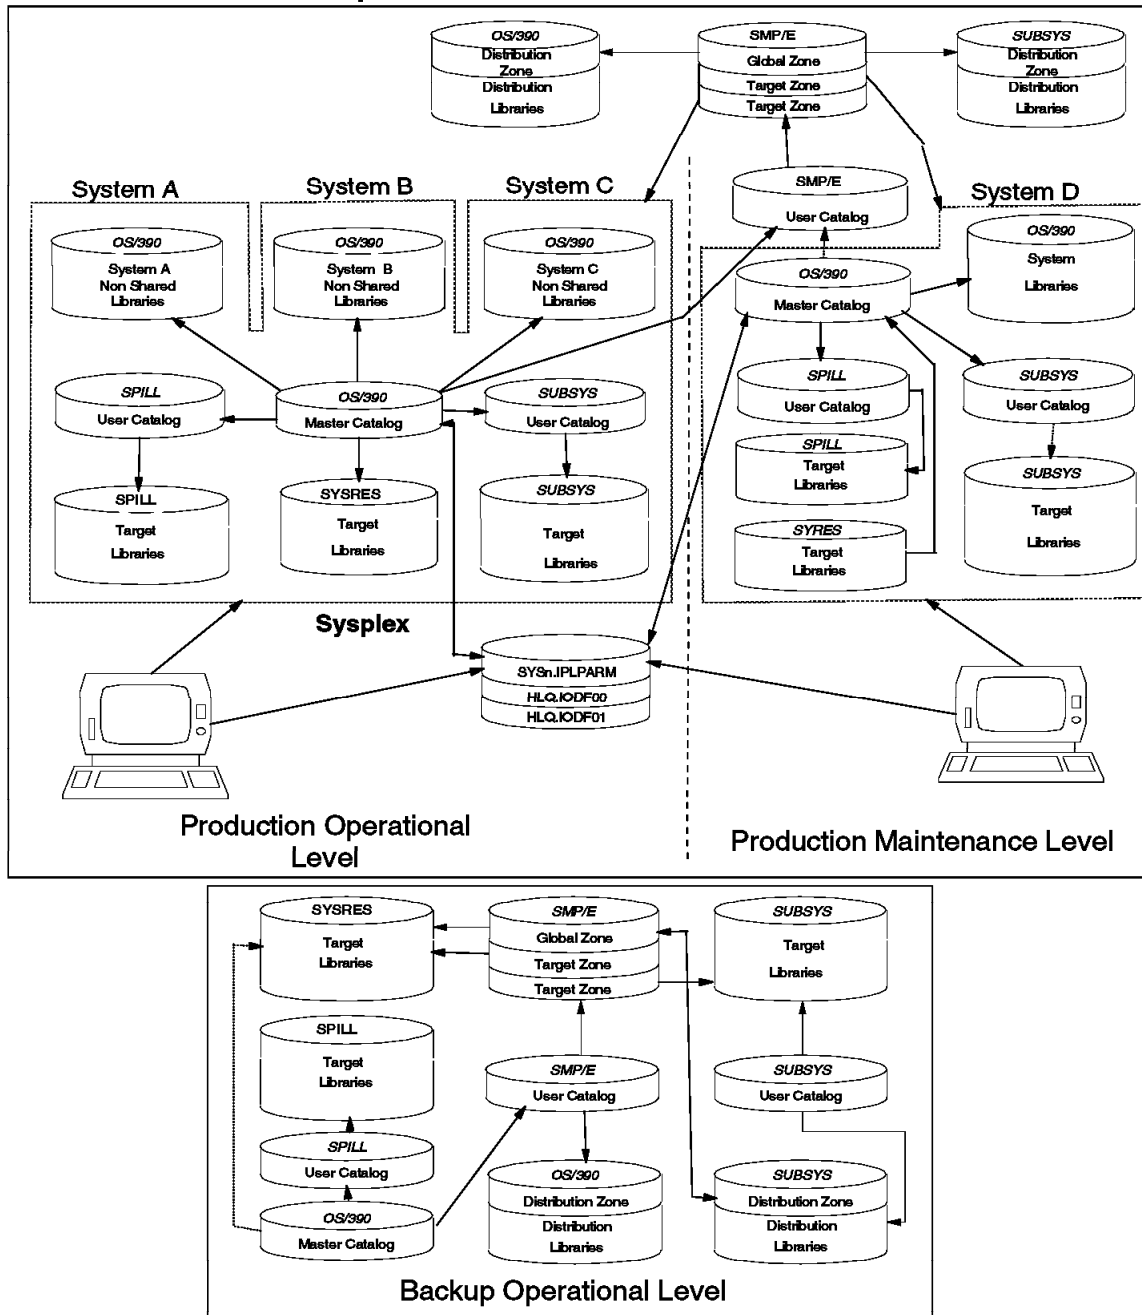 OS/390
Distribution
Zone
Distribution
Libraries
SMP/E
Global Zone
Target Zone
Target Zone
SUBSYS
Distribution
Zone
Distribution
Libraries
System A
System B
System C
SMP/E
User Catalog
System D
OS/390
System A
Non Shared
Libraries
OS/390
System B
Non Shared
Libraries
OS/390
System C
Non Shared
Libraries
OS/390
Master Catalog
OS/390
System
Libraries
SPILL
User Catalog
OS/390
Master Catalog
SUBSYS
User Catalog
SPILL
User Catalog
SUBSYS
User Catalog
SPILL
Target
Libraries
SYSRES
Target
Libraries
SUBSYS
Target
Libraries
SPILL
Target
Libraries
SYRES
Target
Libraries
SUBSYS
Target
Libraries
Sysplex
SYSn.IPLPARM
HLQ.IODF00
HLQ.IODF01
Production Operational
Level
Production Maintenance Level
SYSRES
Target
Libraries
SMP/E
Global Zone
Target Zone
Target Zone
SUBSYS
Target
Libraries
SPILL
Target
Libraries
SMP/E
User Catalog
SUBSYS
User Catalog
SPILL
User Catalog
OS/390
Master Catalog
OS/390
Distribution Zone
Distribution
Libraries
SUBSYS
Distribution Zone
Distribution
Libraries
Backup Operational Level